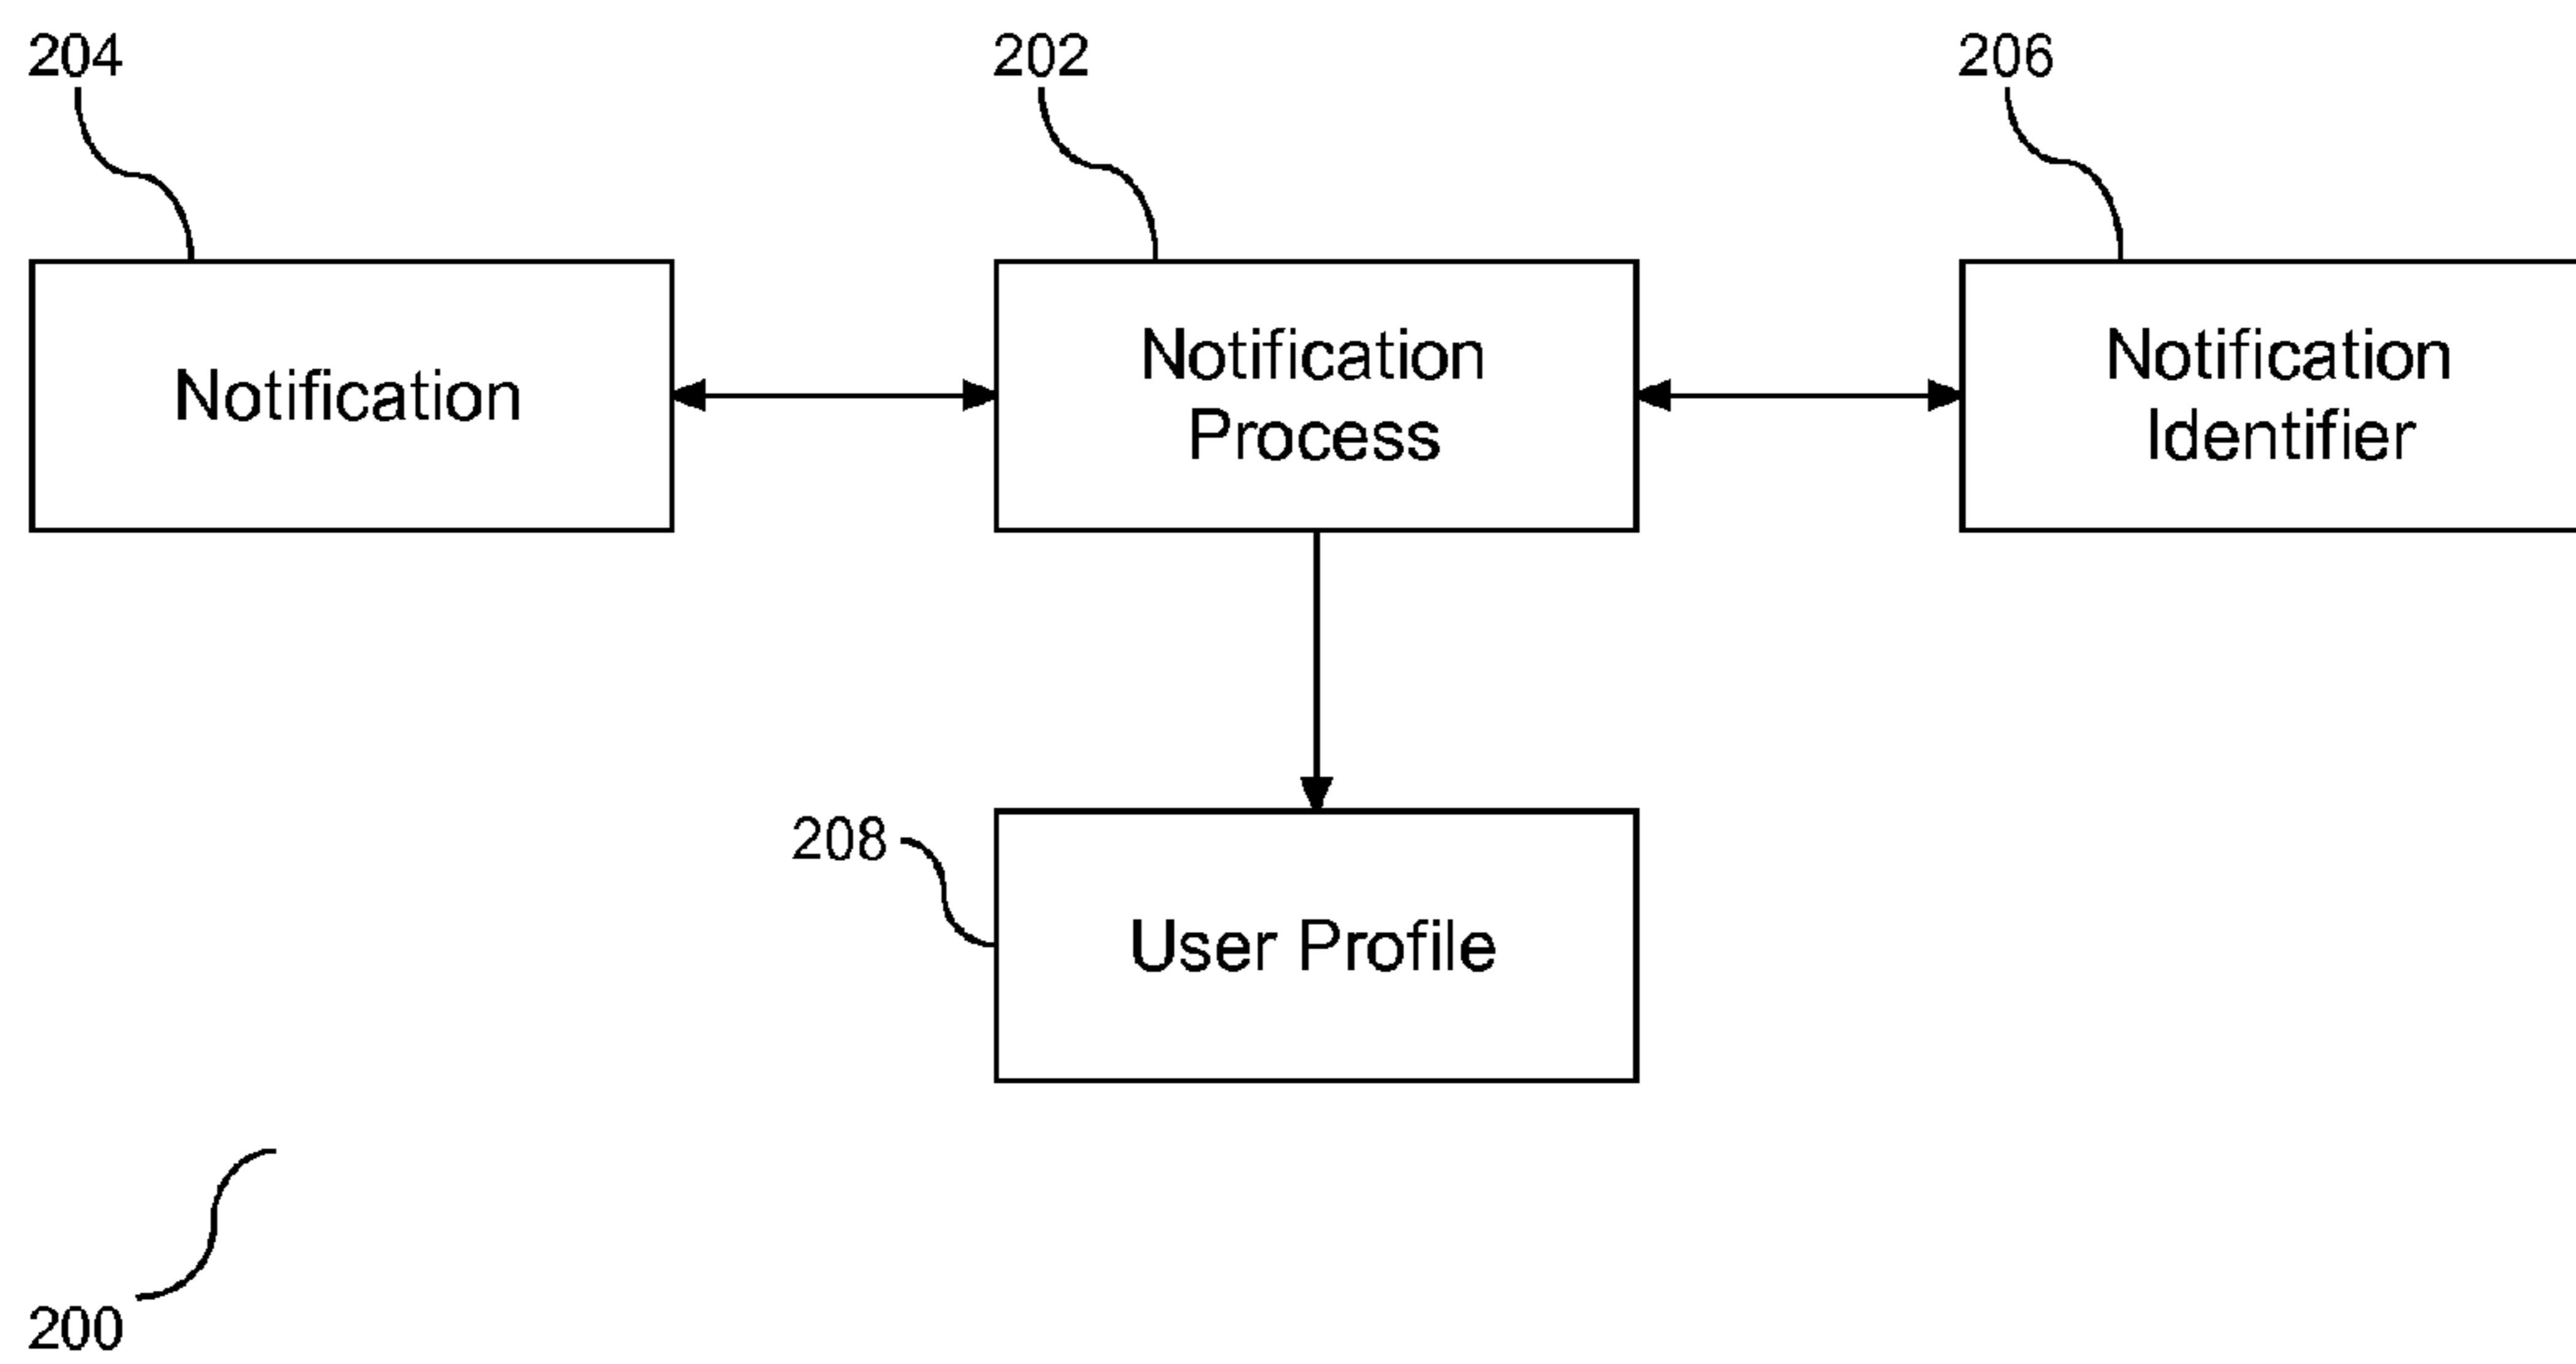 204
202
206
Notification
Notification
Process
Notification
Identifier
208
User Profile
200